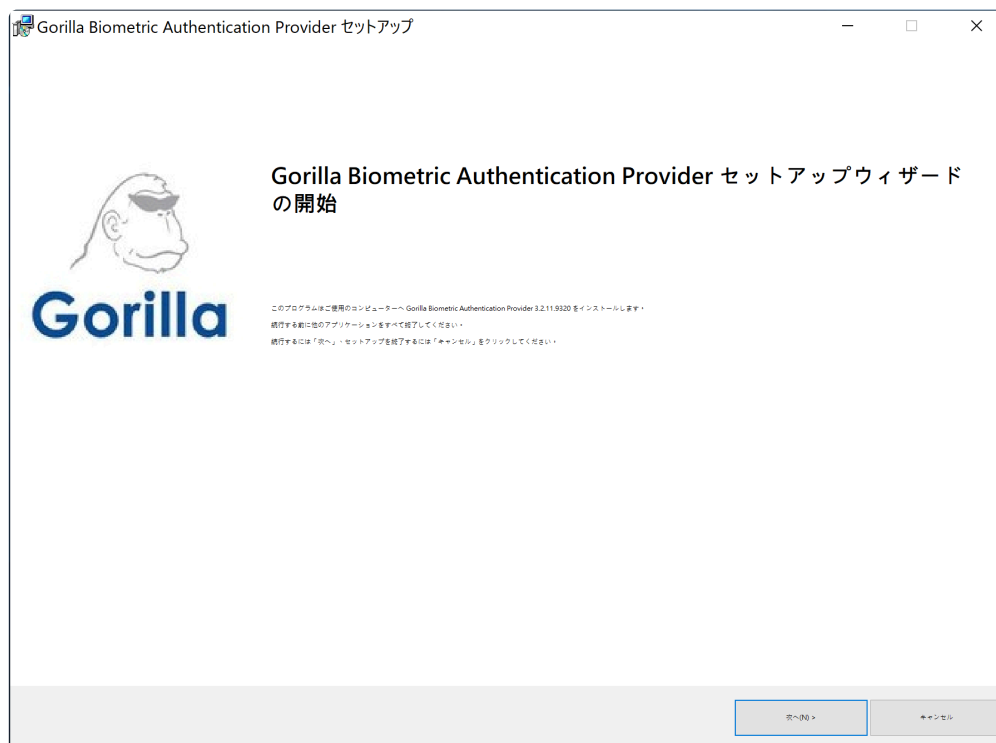 Gorilla Biometric Authentication Provider セットアップ
Gorilla Biometric Authentication Provider セットアップウィザード
の開始
Gorilla
このプログラムはご使用のコンピューターへ Gorilla Biometric Authentication Provider 3.2.11.9320 をインストールします。
続行する前に他のアプリケーションをすべて終了してください。
続行するには「次へ」、セットアップを終了するには「キャンセル」をクリックしてください。
次へ(N) >
キャンセル